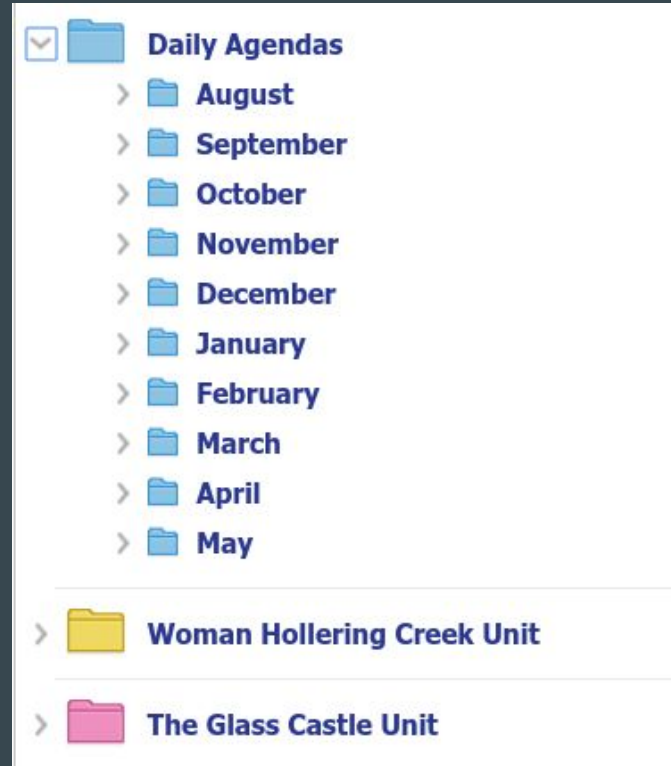 Daily Agendas
August
September
October
November
December
January
February
March
April
May
Woman Hollering Creek Unit
The Glass Castle Unit